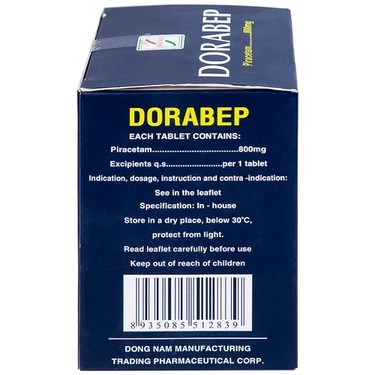 DORABEP
Piracetam............800mg
DORABEP
EACH TABLET CONTAINS:
Piracetam.....................................800mg
Excipients q.s.........................per 1 tablet
Indication, dosage, instruction and contra -indication:
See in the leaflet
Specification: In - house
Store in a dry place, below 30°C,
protect from light.
Read leaflet carefully before use
Keep out of reach of children
8 935085 512839
DONG NAM MANUFACTURING
TRADING PHARMACEUTICAL CORP.